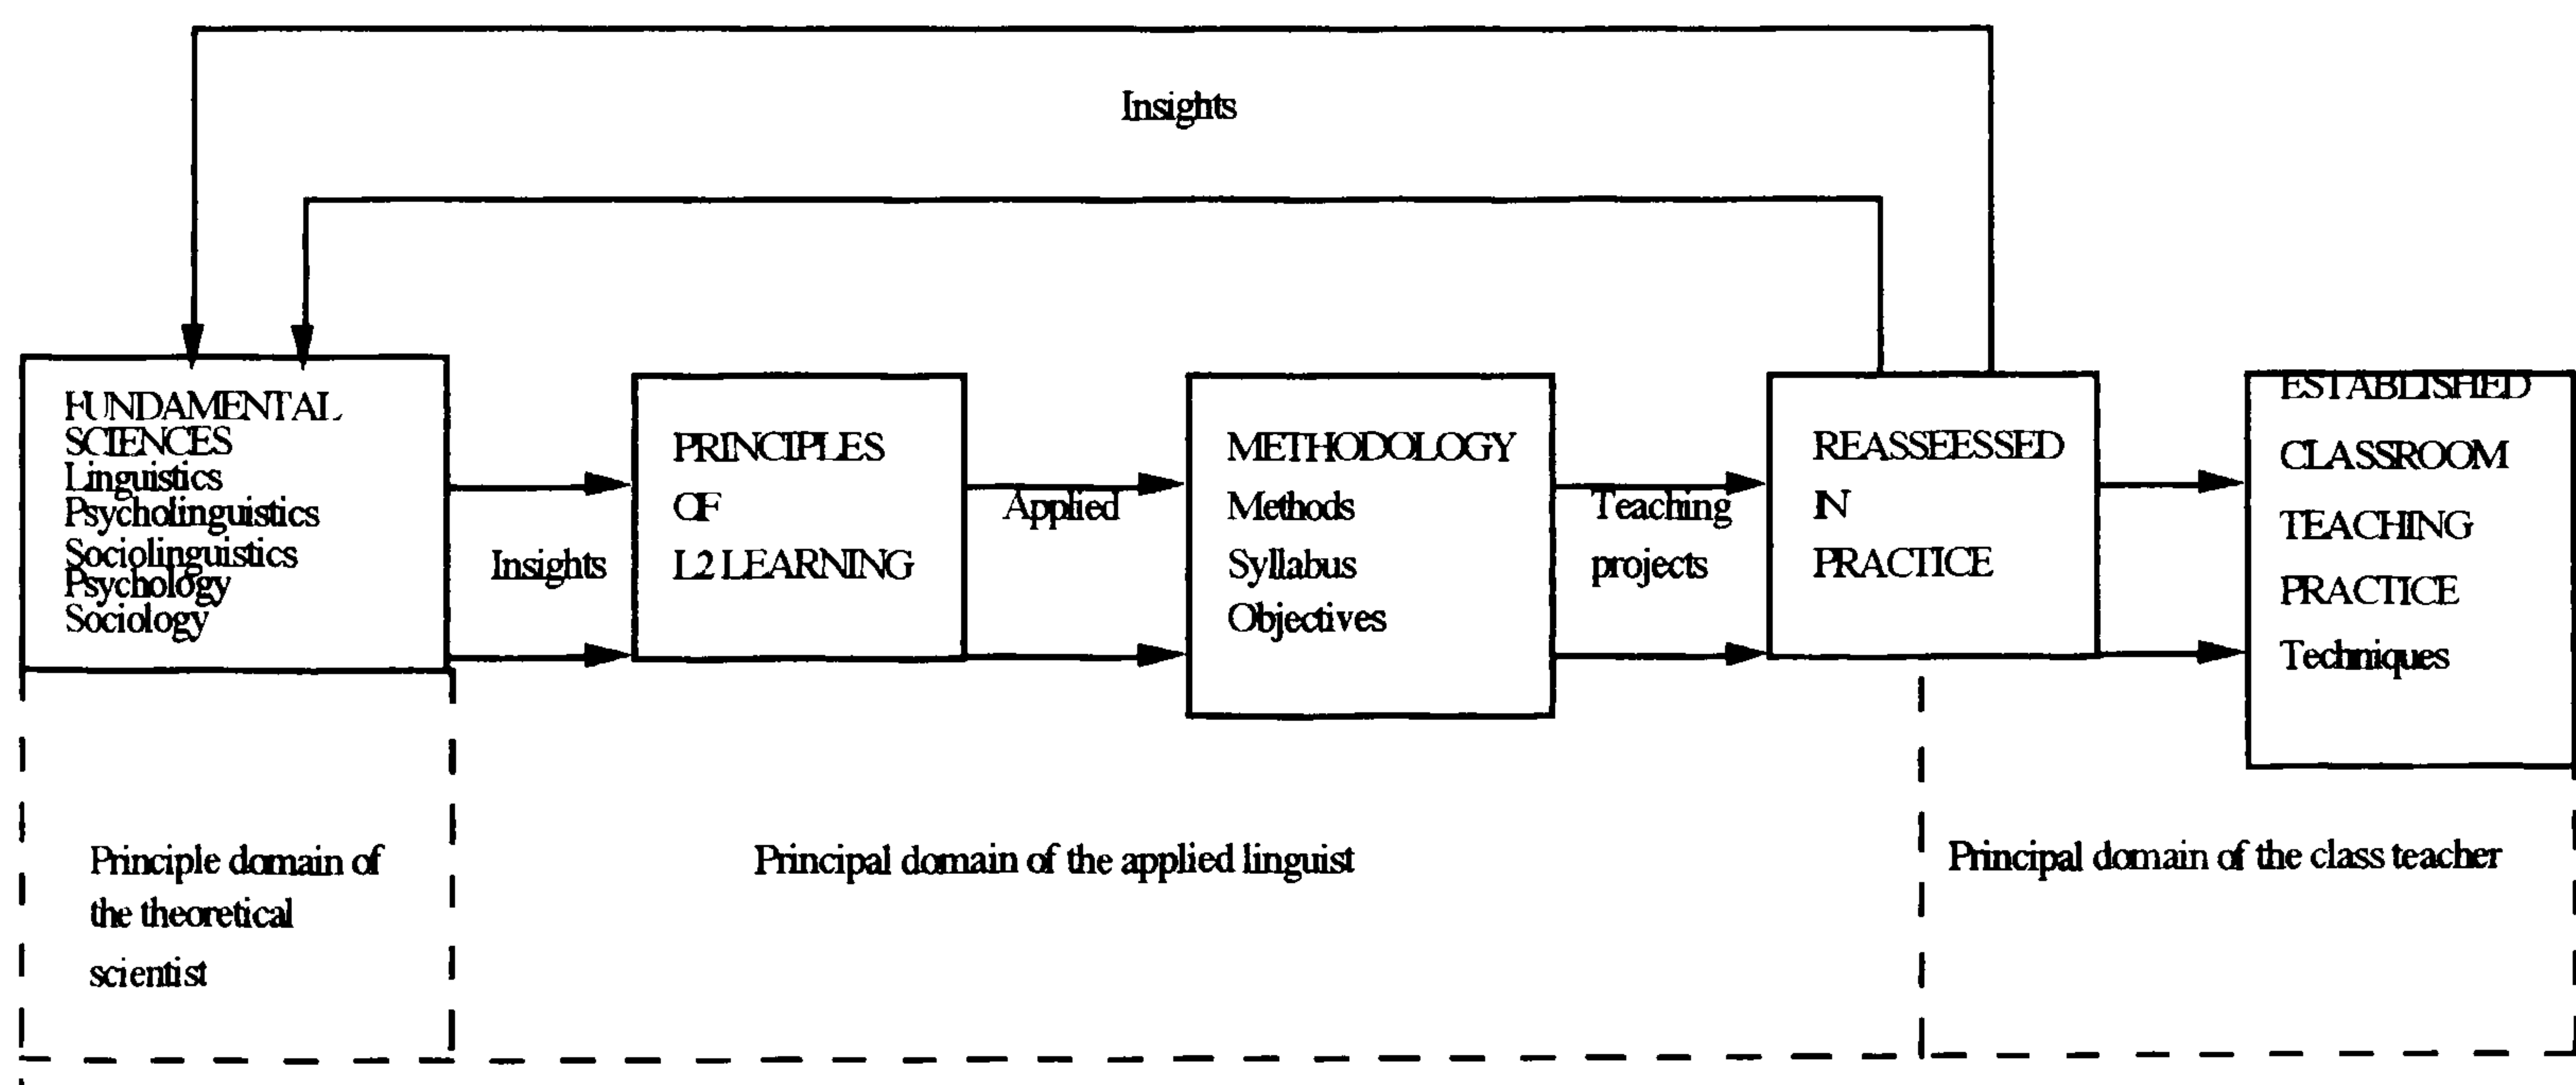 Insights
FUNDAMENTAL
SCIENCES
Linguistics
Psycholinguistics
Sociolinguistics
Psychology
Sociology
Insights
PRINCIPLES
OF
L2 LEARNING
Applied
METHODOLOGY
Methods
Syllabus
Objectives
Teaching
projects
REASSEESSED
IN
PRACTICE
ESTABLISHED
CLASSROOM
TEACHING
PRACTICE
Techniques
Principle domain of
the theoretical
scientist
Principal domain of the applied linguist
Principal domain of the class teacher